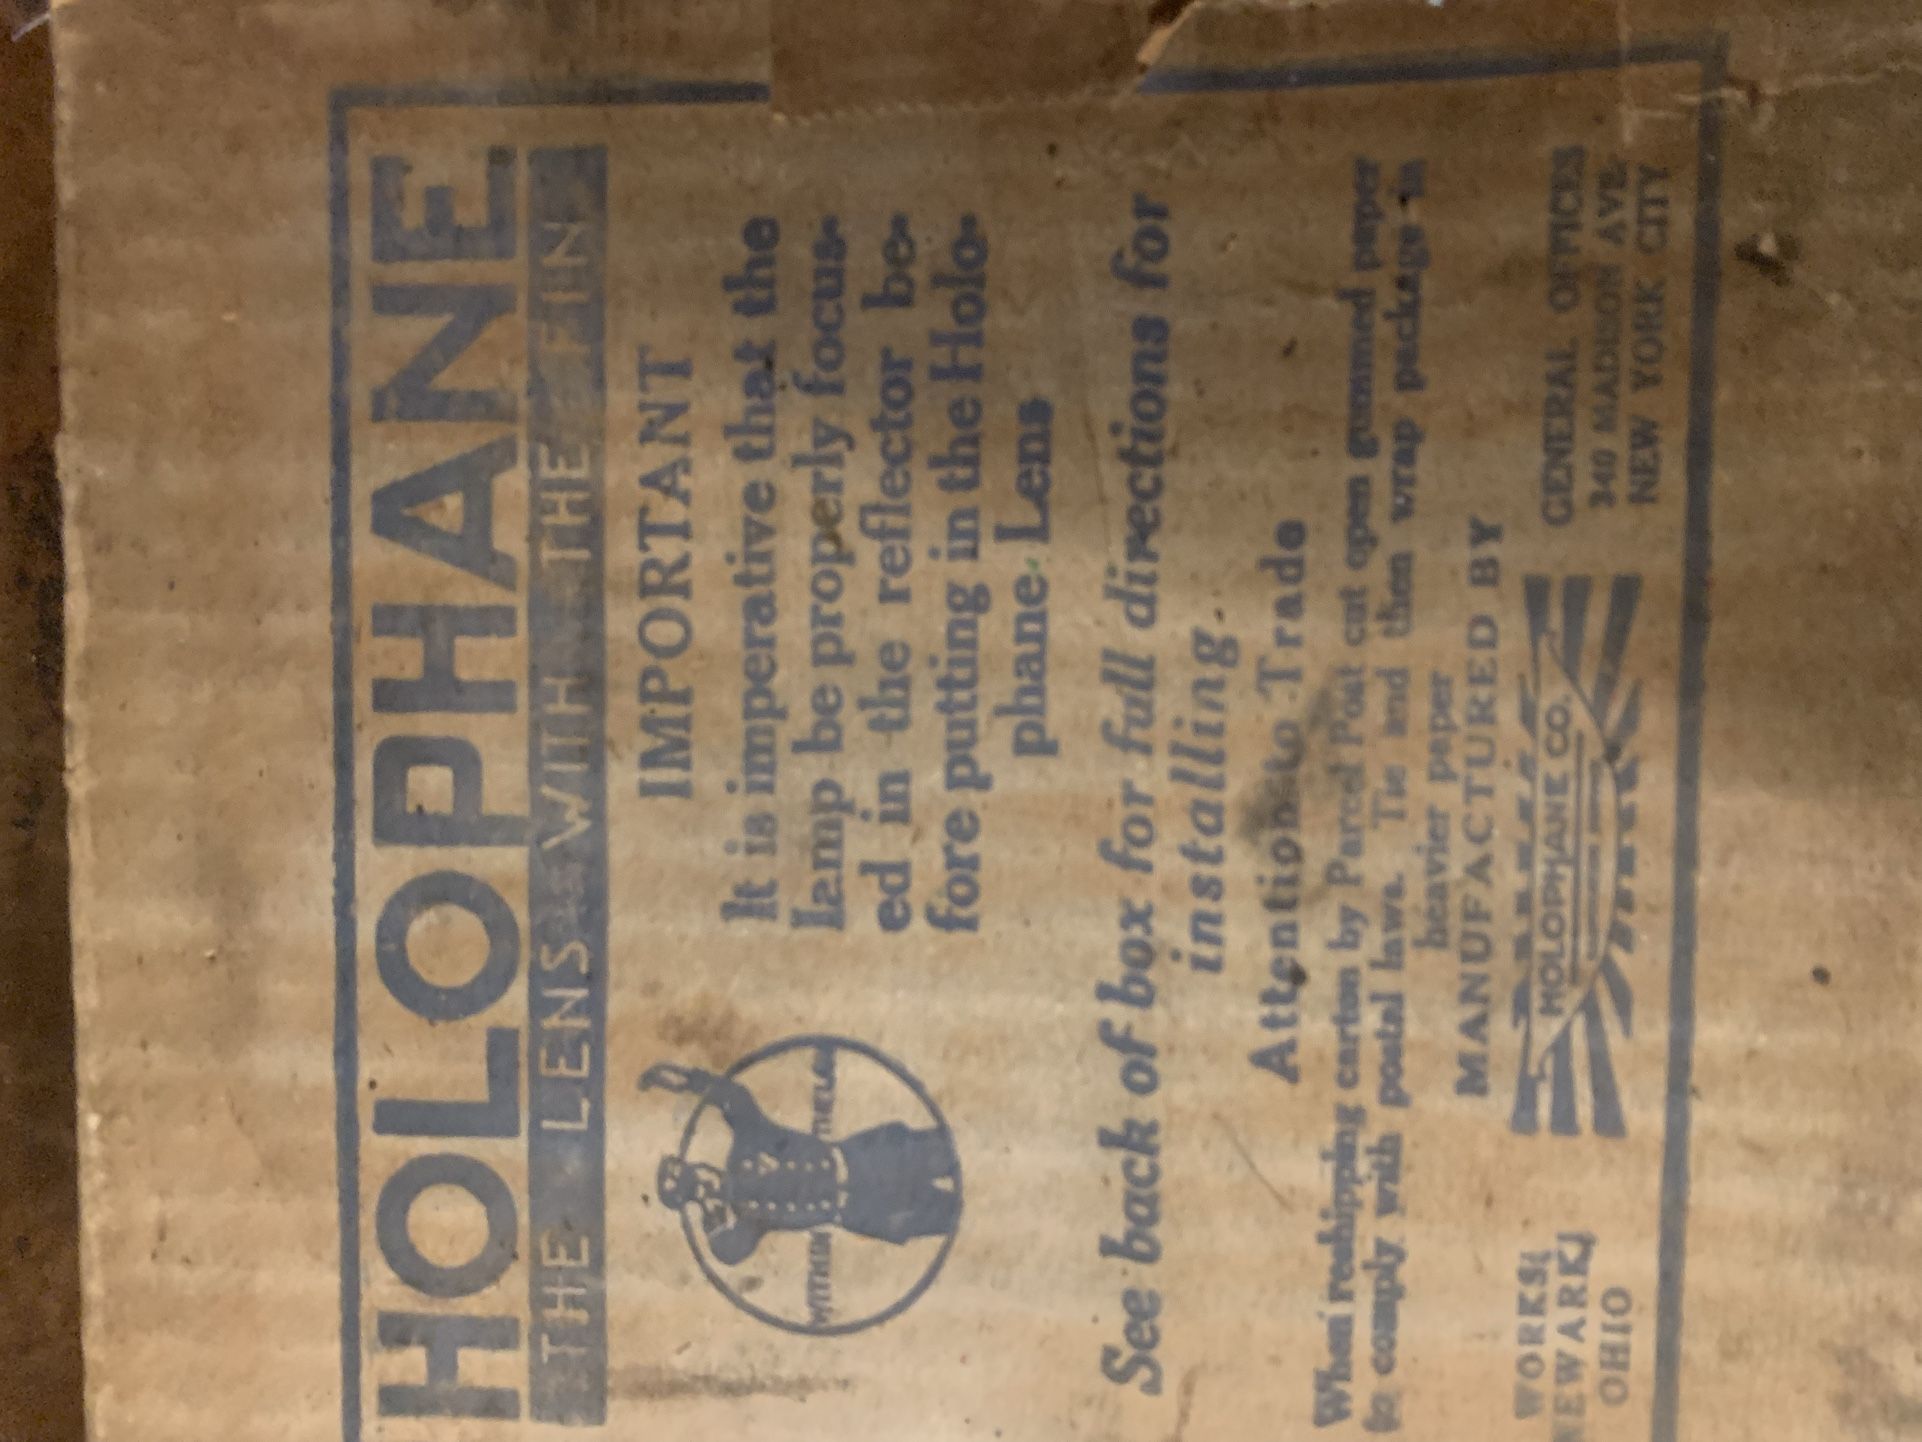 HOLOPHANE
THE LENS WITH THE FIN
IMPORTANT
It is imperative that the
lamp be properly focus-
ed in the reflector be-
fore putting in the Holo-
phane Lens
WITHIN THE LAW
See back of box for full directions for
installing.
Attention to Trade
When reshipping carton by Parcel Post cut open gummed paper
to comply with postal laws. Tie and then wrap package in
heavier paper
MANUFACTURED BY
WORKS
NEWARK
OHIO
HOLOPHANE CO.
GENERAL OFFICES
340 MADISON AVE
NEW YORK CITY